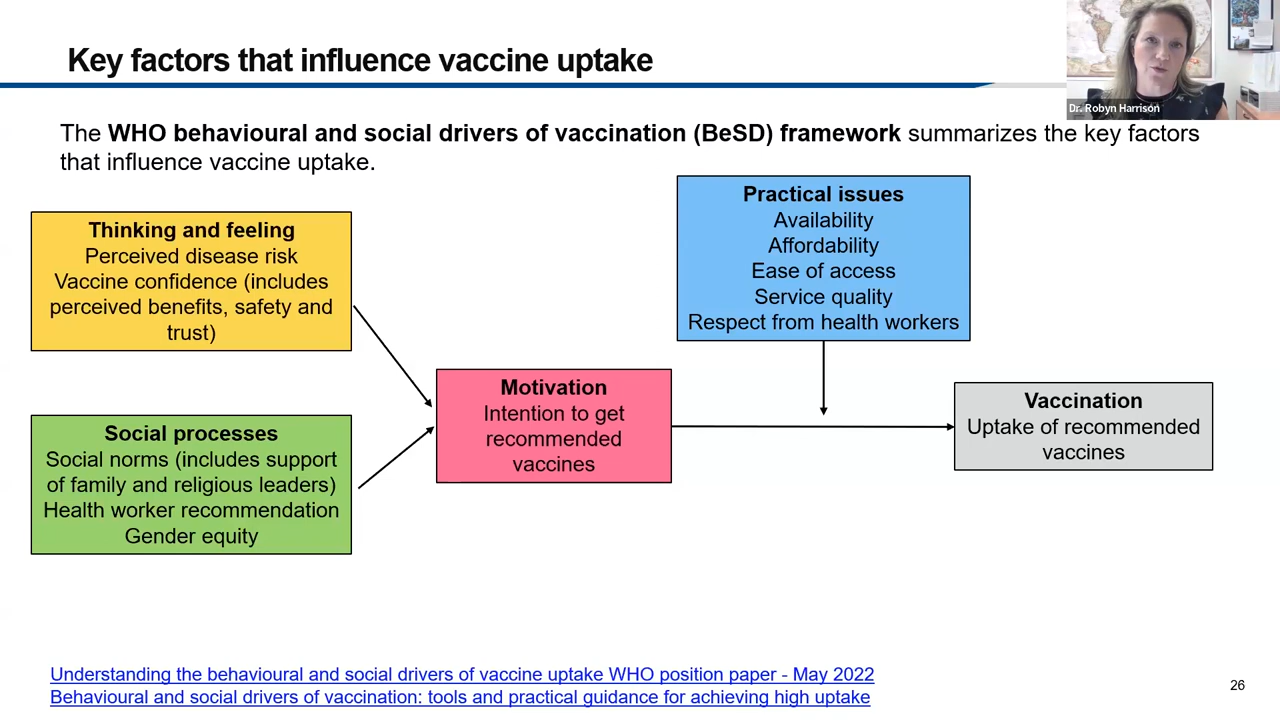 Key factors that influence vaccine uptake
Dr. Robyn Harrison
The WHO behavioural and social drivers of vaccination (BeSD) framework summarizes the key factors
that influence vaccine uptake.
Thinking and feeling
Perceived disease risk
Vaccine confidence (includes
perceived benefits, safety and
trust)
Social processes
Social norms (includes support
of family and religious leaders)
Health worker recommendation
Gender equity
Motivation
Intention to get
recommended
vaccines
Practical issues
Availability
Affordability
Ease of access
Service quality
Respect from health workers
Vaccination
Uptake of recommended
vaccines
Understanding the behavioural and social drivers of vaccine uptake WHO position paper - May 2022
Behavioural and social drivers of vaccination: tools and practical guidance for achieving high uptake
26